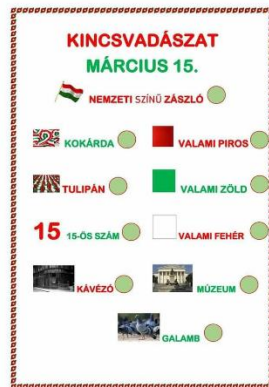 KINCSVADÁSZAT
MÁRCIUS 15.
NEMZETI SZÍNŰ ZÁSZLÓ
KOKÁRDA
VALAMI PIROS
TULIPÁN
VALAMI ZÖLD
15 15-ÖS SZÁM
VALAMI FEHÉR
KÁVÉZÓ
MÚZEUM
GALAMB